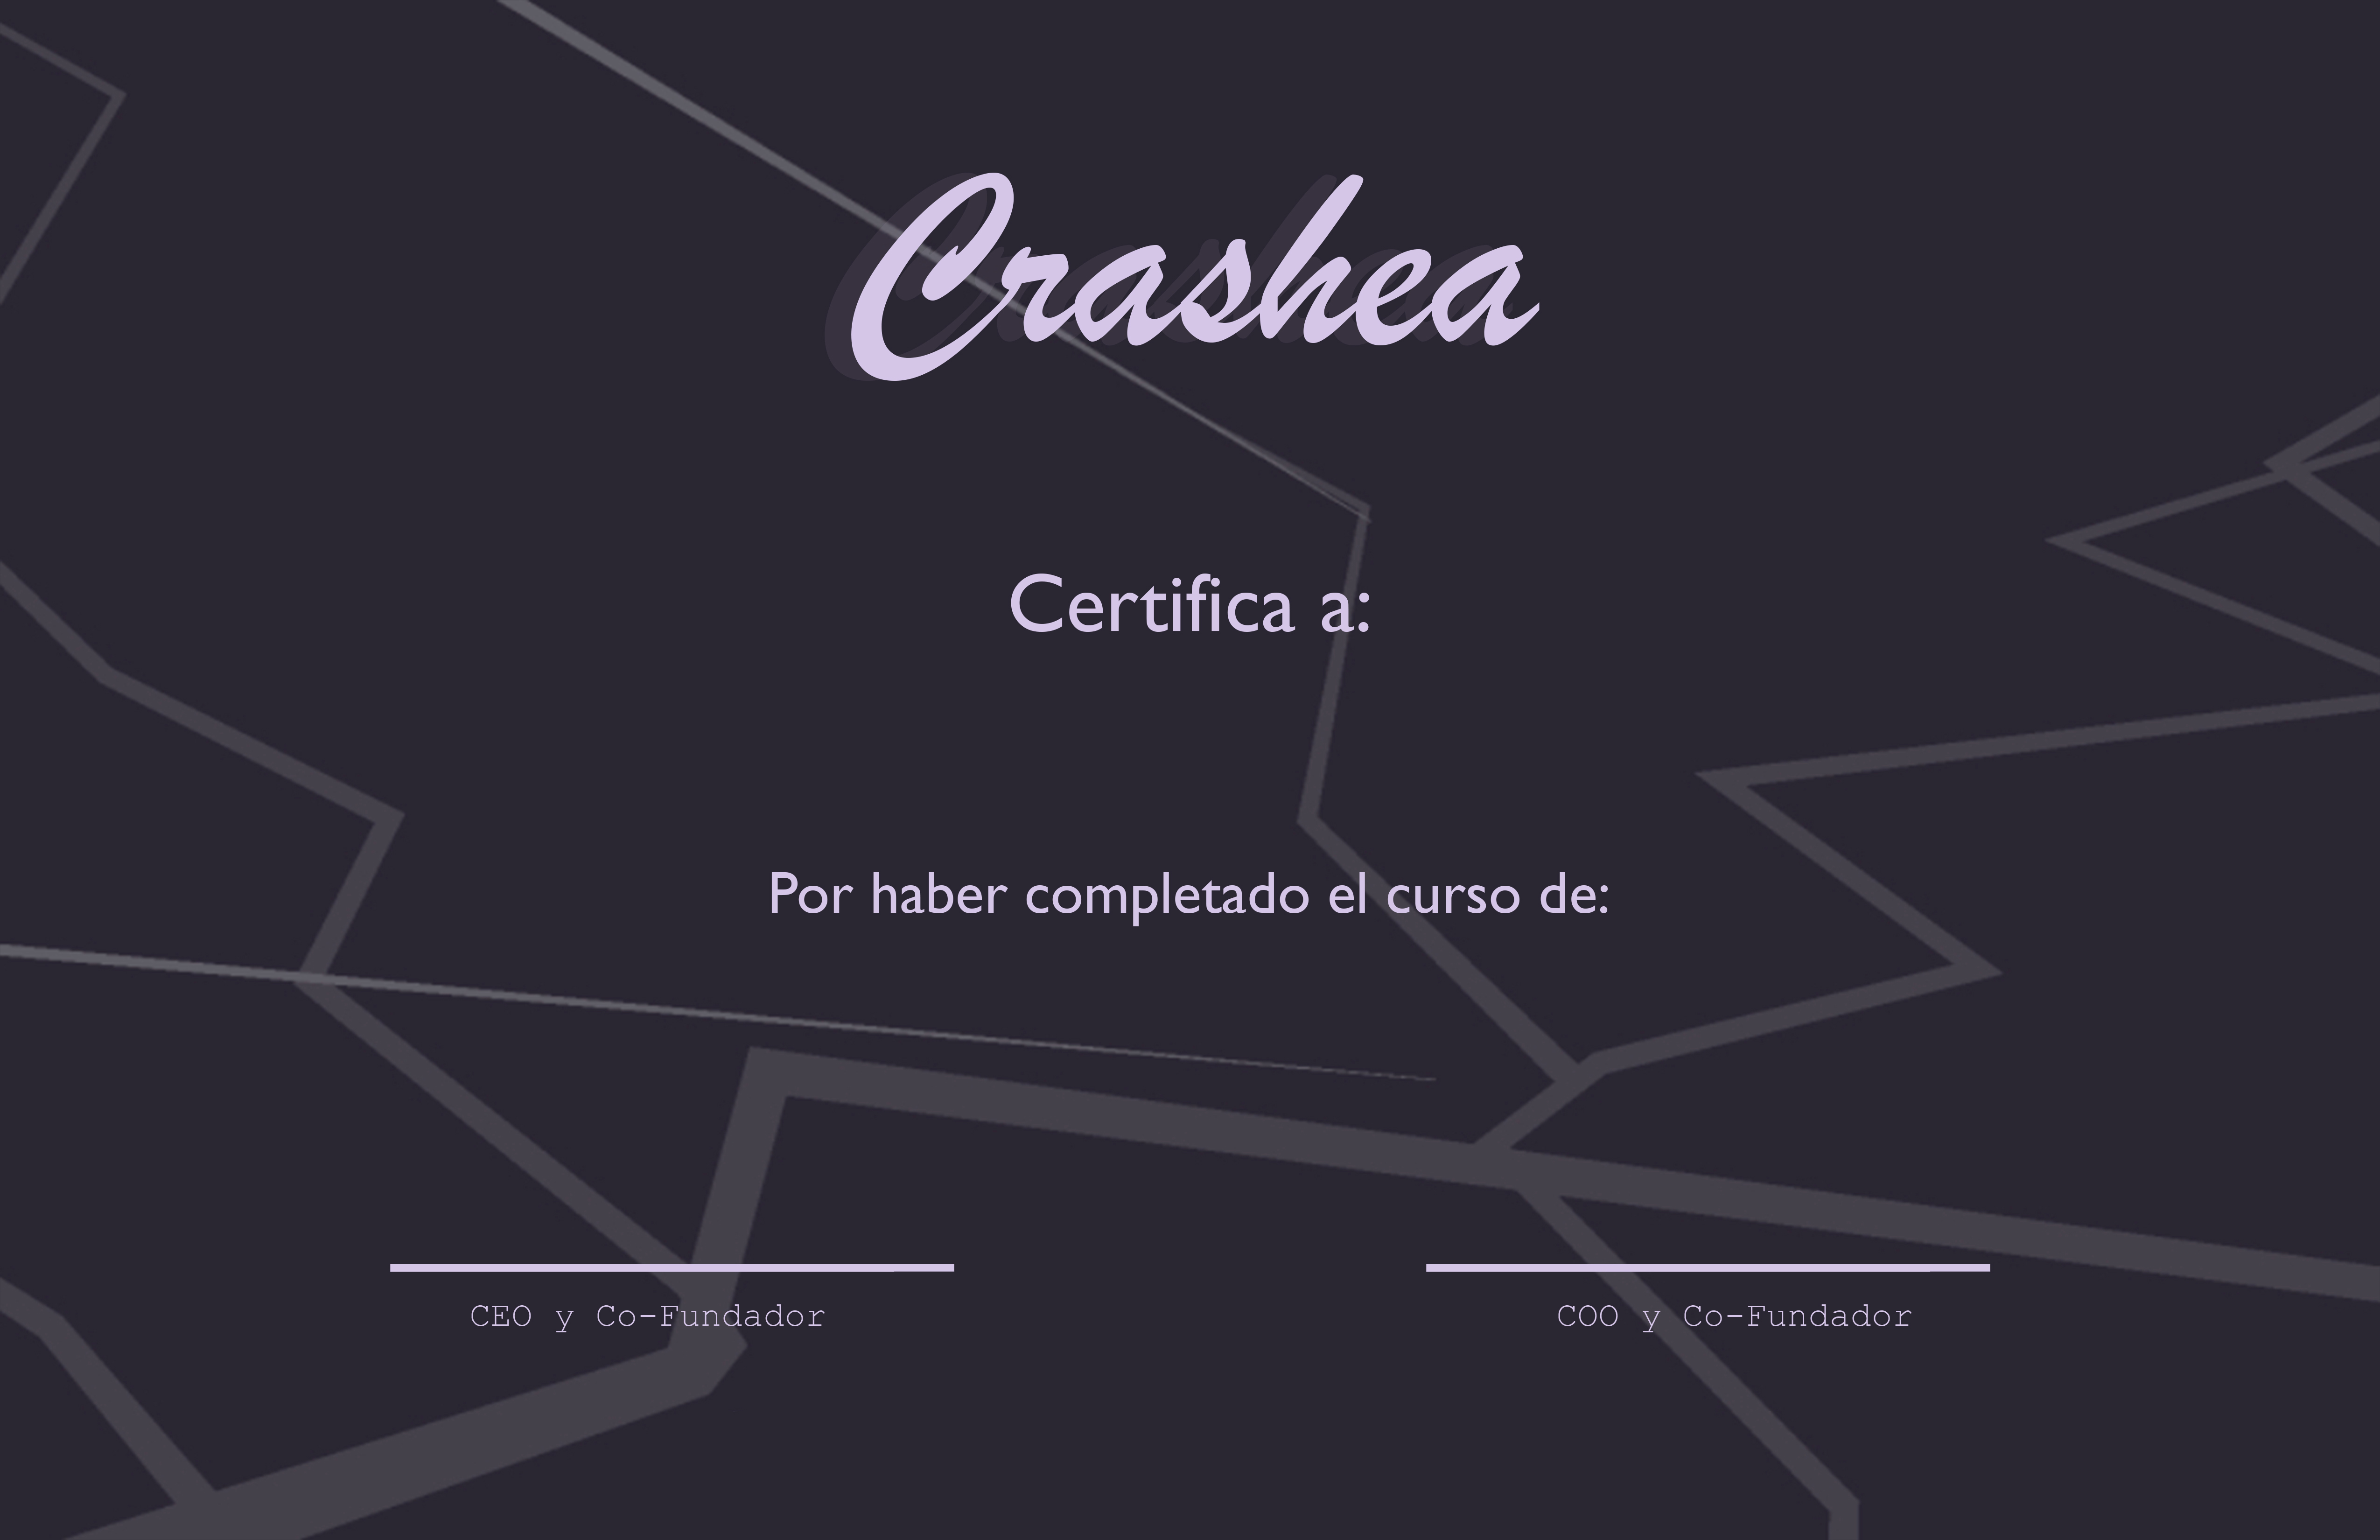 Crashea
Certifica a:
Por haber completado el curso de:
CEO y Co-Fundador
COO y Co-Fundador